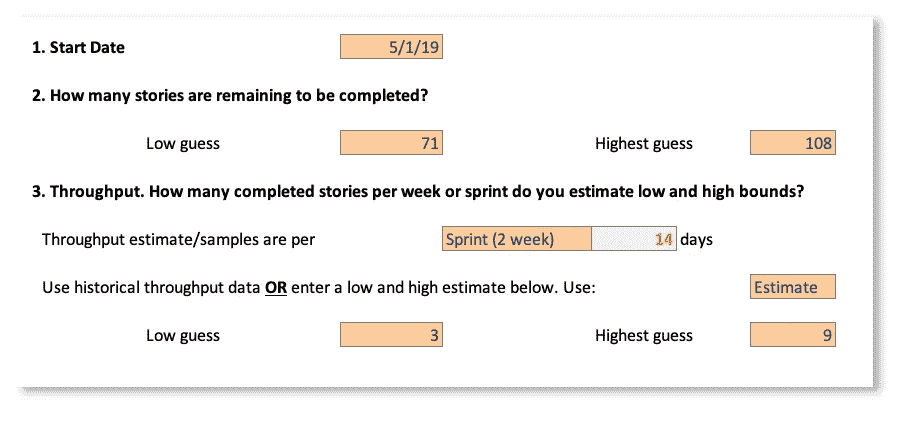 1. Start Date 5/1/19
2. How many stories are remaining to be completed?
Low guess 71 Highest guess 108
3. Throughput. How many completed stories per week or sprint do you estimate low and high bounds?
Throughput estimate/samples are per Sprint (2 week) 14 days
Use historical throughput data OR enter a low and high estimate below. Use: Estimate
Low guess 3 Highest guess 9